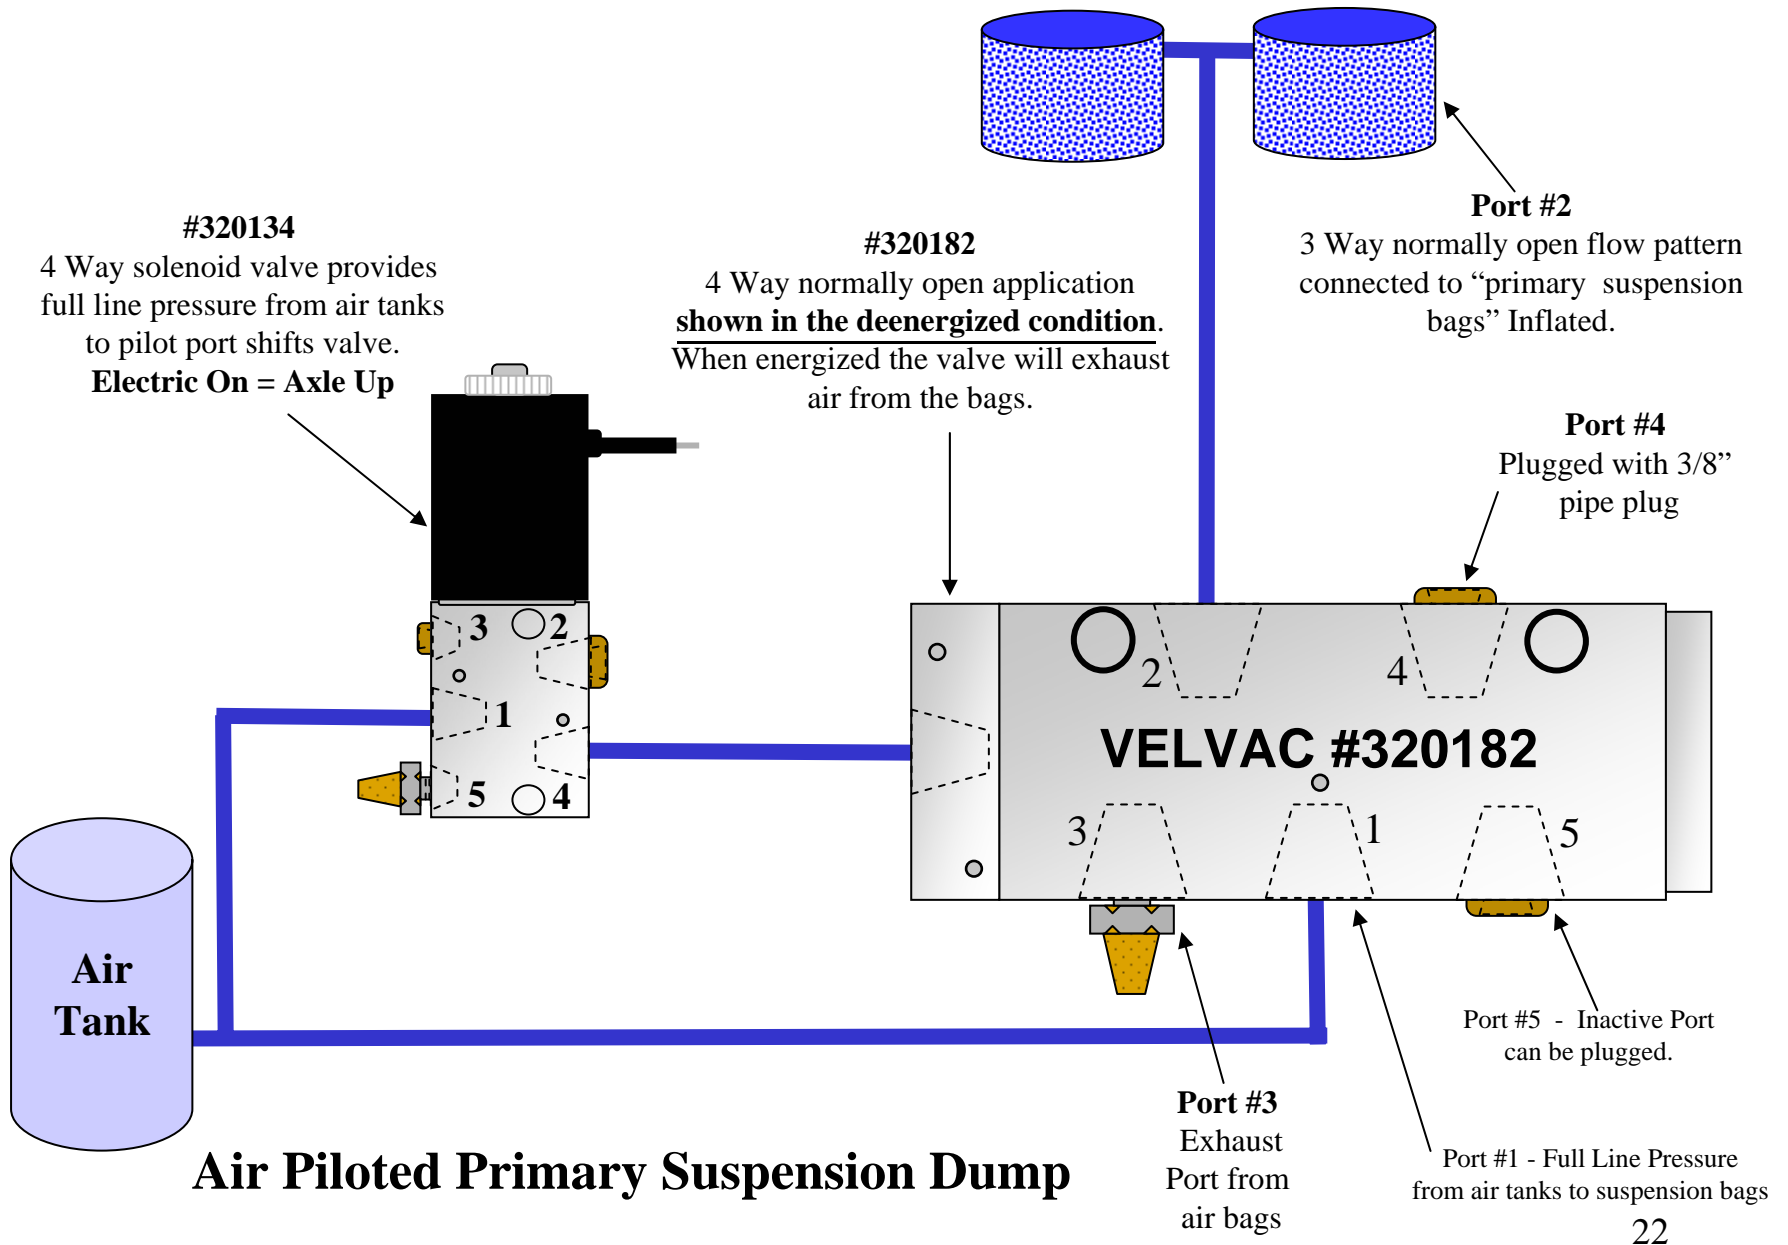 #320134
4 Way solenoid valve provides
full line pressure from air tanks
to pilot port shifts valve.
Electric On = Axle Up
#320182
4 Way normally open application
shown in the deenergized condition.
When energized the valve will exhaust
air from the bags.
Port #2
3 Way normally open flow pattern
connected to “primary suspension
bags” Inflated.
Port #4
Plugged with 3/8”
pipe plug
3 2
1
5 4
2 4
VELVAC #320182
3 1 5
Air
Tank
Port #5 - Inactive Port
can be plugged.
Port #3
Exhaust
Port from
air bags
Port #1 - Full Line Pressure
from air tanks to suspension bags
Air Piloted Primary Suspension Dump
22